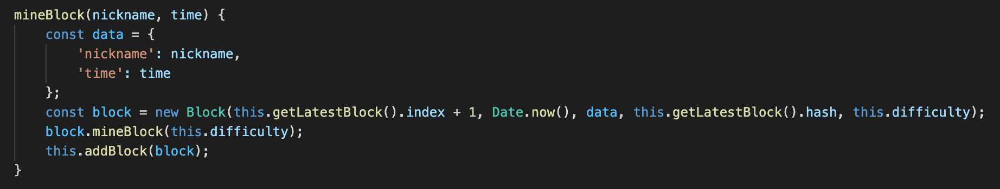 mineBlock(nickname, time) {
    const data = {
        'nickname': nickname,
        'time': time
    };
    const block = new Block(this.getLatestBlock().index + 1, Date.now(), data, this.getLatestBlock().hash, this.difficulty);
    block.mineBlock(this.difficulty);
    this.addBlock(block);
}